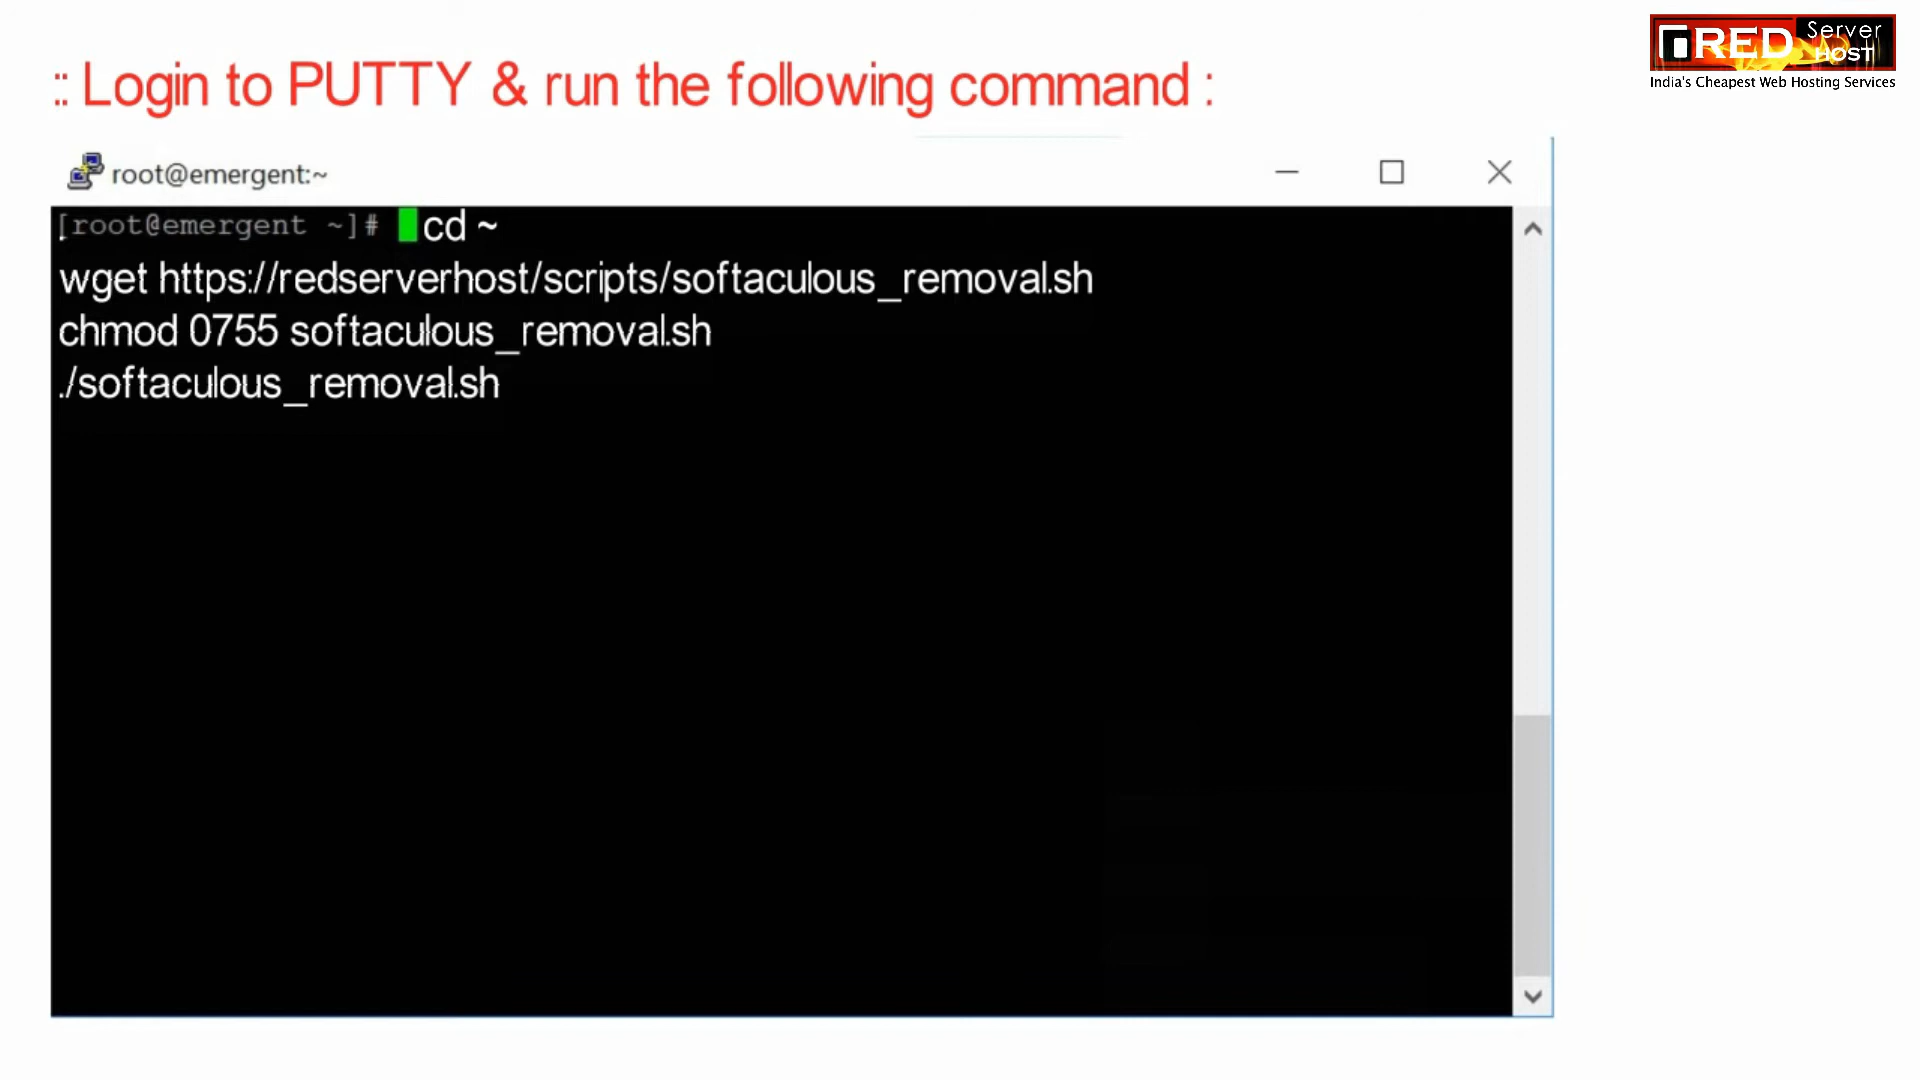 :: Login to PUTTY & run the following command :
RED Server HOST
India's Cheapest Web Hosting Services
root@emergent:~
[root@emergent ~]# cd ~
wget https://redserverhost/scripts/softaculous_removal.sh
chmod 0755 softaculous_removal.sh
./softaculous_removal.sh